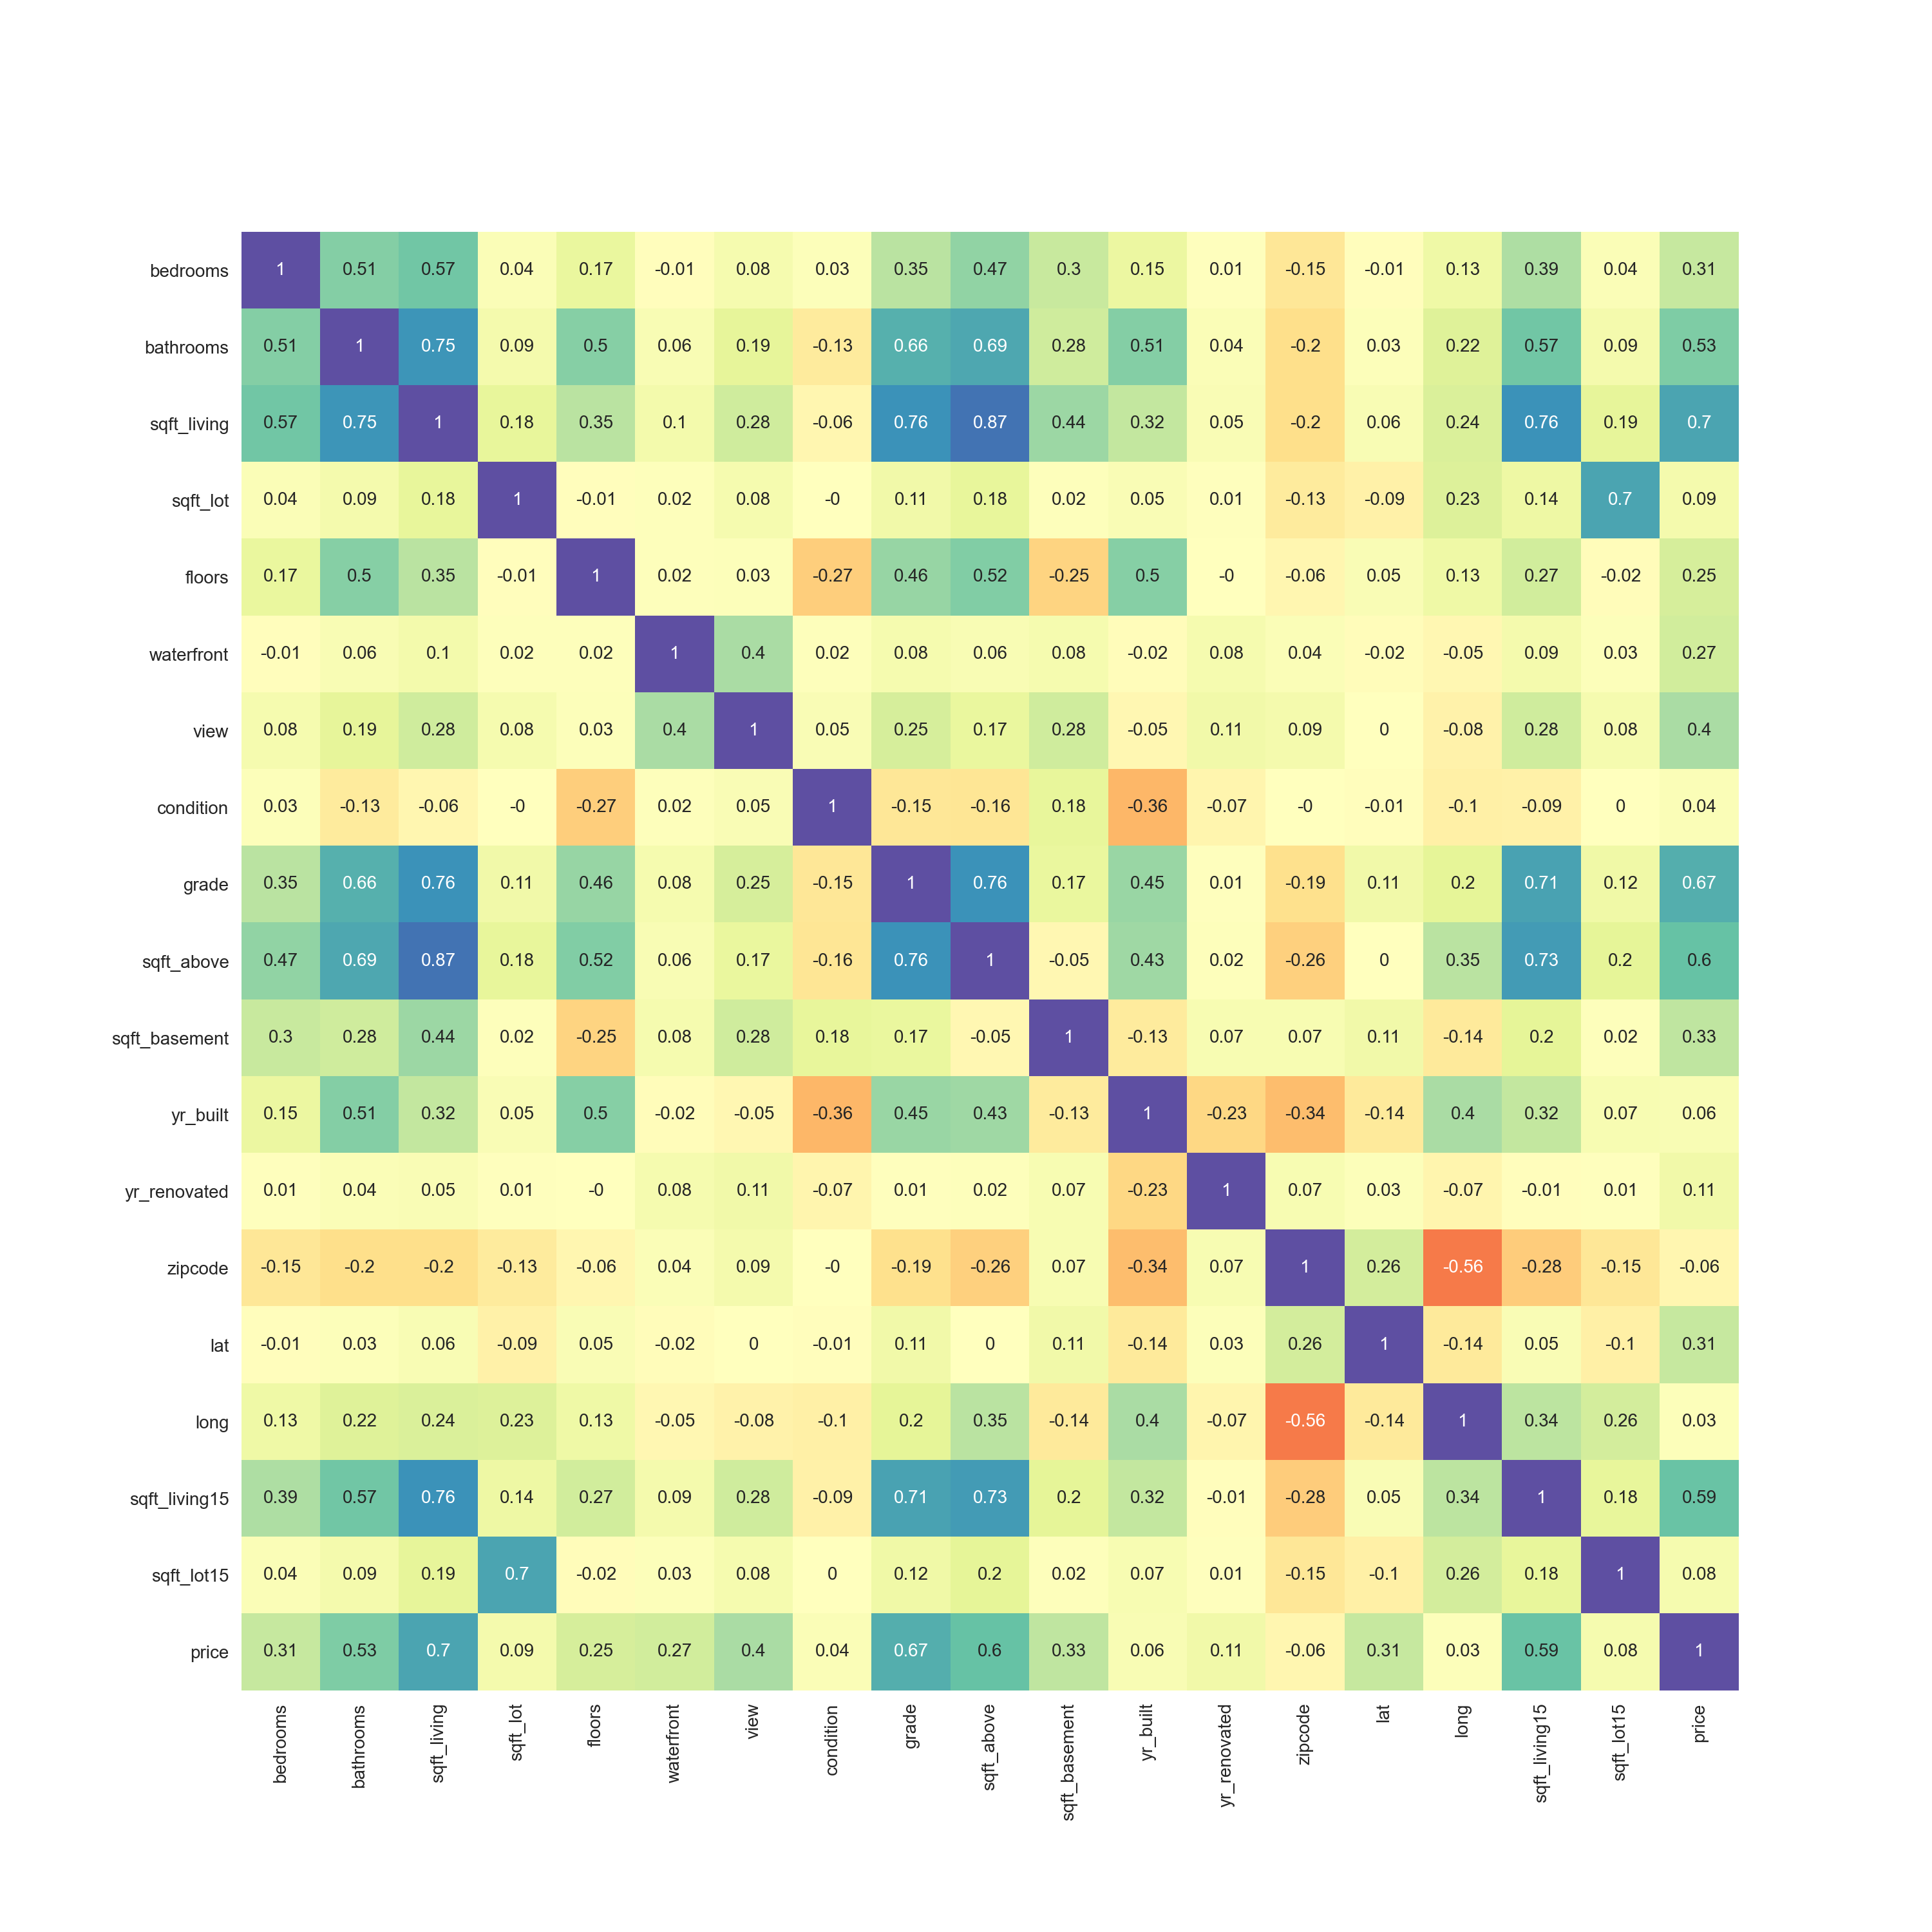 bedrooms 1 0.51 0.57 0.04 0.17 -0.01 0.08 0.03 0.35 0.47 0.3 0.15 0.01 -0.15 -0.01 0.13 0.39 0.04 0.31
bathrooms 0.51 1 0.75 0.09 0.5 0.06 0.19 -0.13 0.66 0.69 0.28 0.51 0.04 -0.2 0.03 0.22 0.57 0.09 0.53
sqft_living 0.57 0.75 1 0.18 0.35 0.1 0.28 -0.06 0.76 0.87 0.44 0.32 0.05 -0.2 0.06 0.24 0.76 0.19 0.7
sqft_lot 0.04 0.09 0.18 1 -0.01 0.02 0.08 -0 0.11 0.18 0.02 0.05 0.01 -0.13 -0.09 0.23 0.14 0.7 0.09
floors 0.17 0.5 0.35 -0.01 1 0.02 0.03 -0.27 0.46 0.52 -0.25 0.5 -0 -0.06 0.05 0.13 0.27 -0.02 0.25
waterfront -0.01 0.06 0.1 0.02 0.02 1 0.4 0.02 0.08 0.06 0.08 -0.02 0.08 0.04 -0.02 -0.05 0.09 0.03 0.27
view 0.08 0.19 0.28 0.08 0.03 0.4 1 0.05 0.25 0.17 0.28 -0.05 0.11 0.09 0 -0.08 0.28 0.08 0.4
condition 0.03 -0.13 -0.06 -0 -0.27 0.02 0.05 1 -0.15 -0.16 0.18 -0.36 -0.07 -0 -0.01 -0.1 -0.09 0 0.04
grade 0.35 0.66 0.76 0.11 0.46 0.08 0.25 -0.15 1 0.76 0.17 0.45 0.01 -0.19 0.11 0.2 0.71 0.12 0.67
sqft_above 0.47 0.69 0.87 0.18 0.52 0.06 0.17 -0.16 0.76 1 -0.05 0.43 0.02 -0.26 0 0.35 0.73 0.2 0.6
sqft_basement 0.3 0.28 0.44 0.02 -0.25 0.08 0.28 0.18 0.17 -0.05 1 -0.13 0.07 0.07 0.11 -0.14 0.2 0.02 0.33
yr_built 0.15 0.51 0.32 0.05 0.5 -0.02 -0.05 -0.36 0.45 0.43 -0.13 1 -0.23 -0.34 -0.14 0.4 0.32 0.07 0.06
yr_renovated 0.01 0.04 0.05 0.01 -0 0.08 0.11 -0.07 0.01 0.02 0.07 -0.23 1 0.07 0.03 -0.07 -0.01 0.01 0.11
zipcode -0.15 -0.2 -0.2 -0.13 -0.06 0.04 0.09 -0 -0.19 -0.26 0.07 -0.34 0.07 1 0.26 -0.56 -0.28 -0.15 -0.06
lat -0.01 0.03 0.06 -0.09 0.05 -0.02 0 -0.01 0.11 0 0.11 -0.14 0.03 0.26 1 -0.14 0.05 -0.1 0.31
long 0.13 0.22 0.24 0.23 0.13 -0.05 -0.08 -0.1 0.2 0.35 -0.14 0.4 -0.07 -0.56 -0.14 1 0.34 0.26 0.03
sqft_living15 0.39 0.57 0.76 0.14 0.27 0.09 0.28 -0.09 0.71 0.73 0.2 0.32 -0.01 -0.28 0.05 0.34 1 0.18 0.59
sqft_lot15 0.04 0.09 0.19 0.7 -0.02 0.03 0.08 0 0.12 0.2 0.02 0.07 0.01 -0.15 -0.1 0.26 0.18 1 0.08
price 0.31 0.53 0.7 0.09 0.25 0.27 0.4 0.04 0.67 0.6 0.33 0.06 0.11 -0.06 0.31 0.03 0.59 0.08 1
bedrooms bathrooms sqft_living sqft_lot floors waterfront view condition grade sqft_above sqft_basement yr_built yr_renovated zipcode lat long sqft_living15 sqft_lot15 price